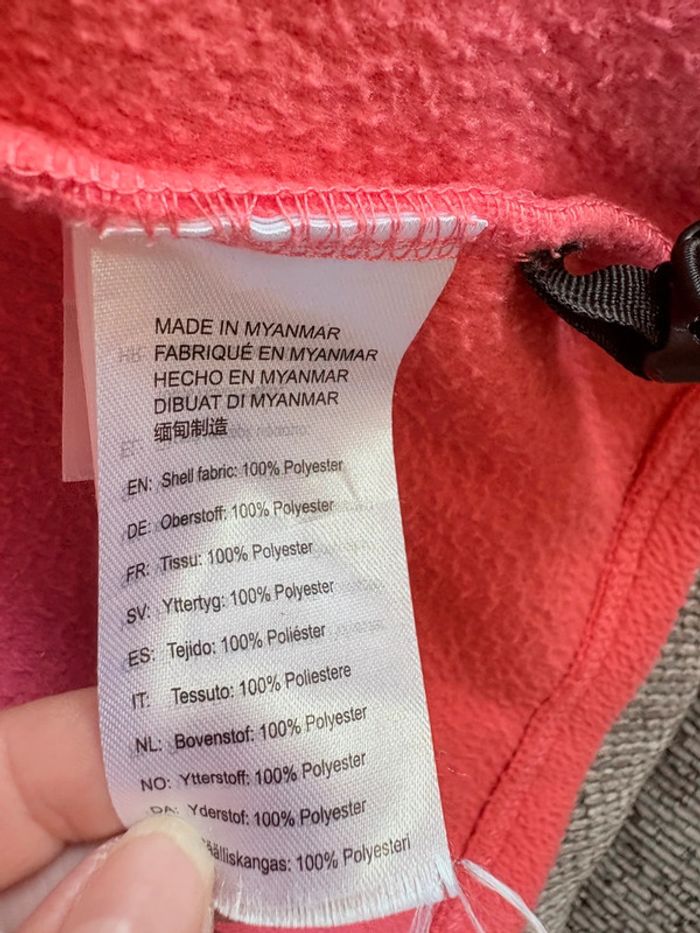 MADE IN MYANMAR
FABRIQUÉ EN MYANMAR
HECHO EN MYANMAR
DIBUAT DI MYANMAR
缅甸制造
EN: Shell fabric: 100% Polyester
DE: Oberstoff: 100% Polyester
FR: Tissu: 100% Polyester
SV: Yttertyg: 100% Polyester
ES: Tejido: 100% Poliéster
IT: Tessuto: 100% Poliestere
NL: Bovenstof: 100% Polyester
NO: Ytterstoff: 100% Polyester
DA: Yderstof: 100% Polyester
äälliskangas: 100% Polyesteri